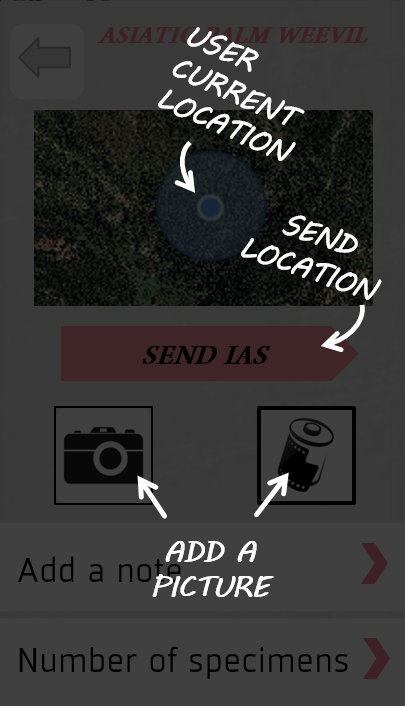 ASIATIC PALM WEEVIL
USER
CURRENT
LOCATION
SEND
LOCATION
SEND IAS
ADD A
PICTURE
Add a note
Number of specimens